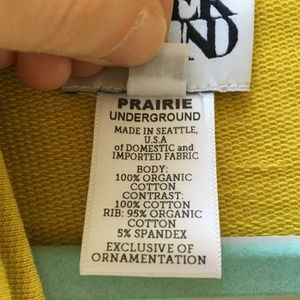 PRAIRIE
UNDERGROUND
MADE IN SEATTLE,
U.S.A
of DOMESTIC and
IMPORTED FABRIC
BODY:
100% ORGANIC
COTTON
CONTRAST:
100% COTTON
RIB: 95% ORGANIC
COTTON
5% SPANDEX
EXCLUSIVE OF
ORNAMENTATION